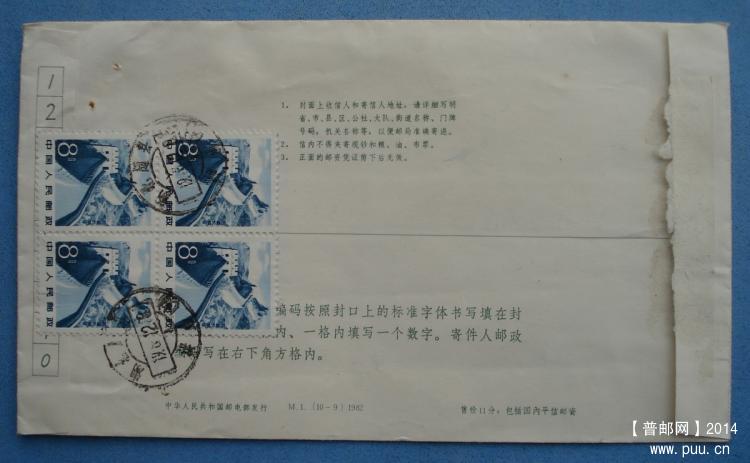 1
2
0
1. 封面上收信人和寄信人地址,请详细写明
省、市、县、区、公社、大队、街道名称、门牌
号码,机关名称等,以便邮局准确寄递。
2. 信内不得夹寄现钞和粮、油、布票。
3. 正面的邮资凭证剪下后无效。
8
中国人民邮政
8
中国人民邮政
8
中国人民邮政
8
中国人民邮政
编码按照封口上的标准字体书写填在封
内、一格内填写一个数字。寄件人邮政
写在右下角方格内。
中华人民共和国邮电部发行 M.1. (10-9) 1982
售价11分,包括国内平信邮资
【普邮网】2014
www.puu.cn